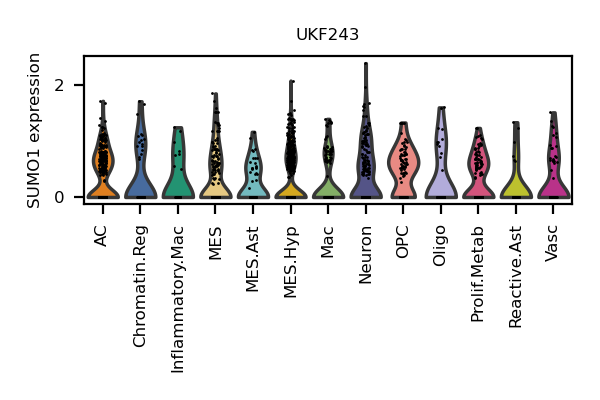 UKF243
SUMO1 expression
2
0
AC
Chromatin.Reg
Inflammatory.Mac
MES
MES.Ast
MES.Hyp
Mac
Neuron
OPC
Oligo
Prolif.Metab
Reactive.Ast
Vasc